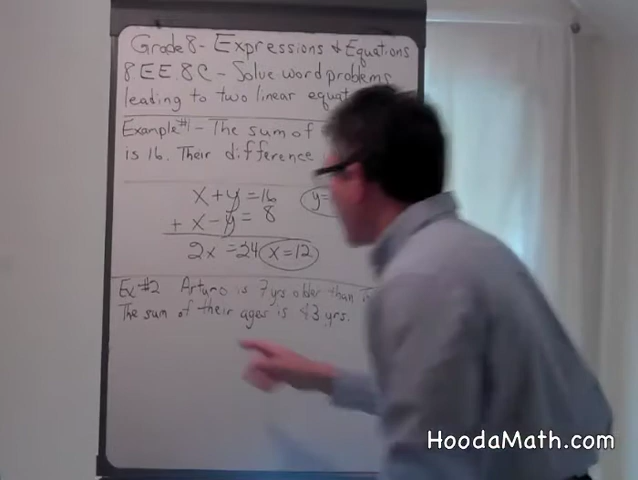 Grade 8 - Expressions & Equations
8 EE.8C - Solve word problems
leading to two linear
Example #1 - The sum of
is 16. Their difference
x + y = 16
y =
+ x - y = 8
2x = 24 x = 12
Ex #2 Arturo is 7 yrs older than
The sum of their ages is 43 yrs.
HoodaMath.com